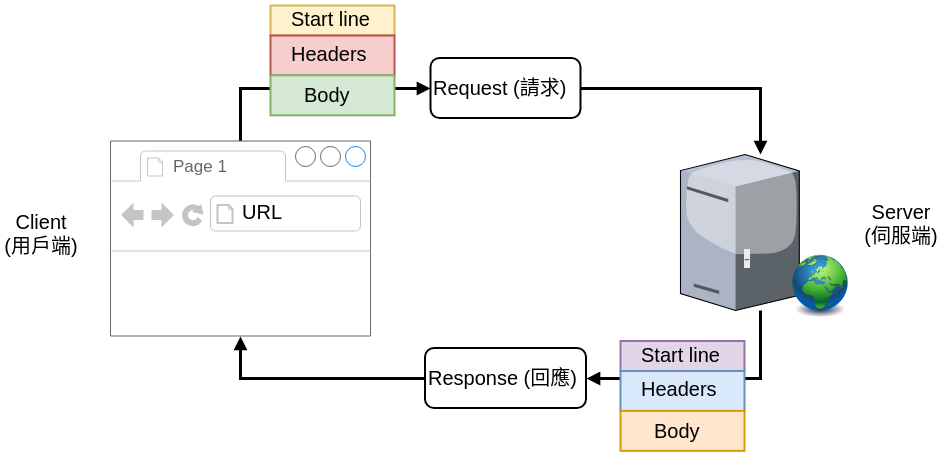 Start line
Headers
Body
Request (請求)
Page 1
URL
Client
(用戶端)
Server
(伺服端)
Start line
Headers
Body
Response (回應)